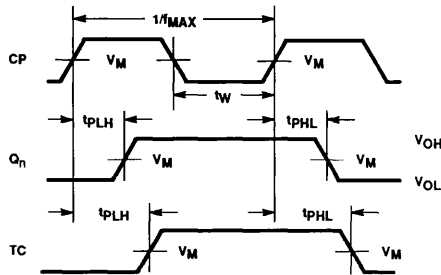 1/fMAX
CP VM VM VM
tW
tPLH tPHL
VOH
Qn VM VM
VOL
tPLH tPHL
TC VM VM